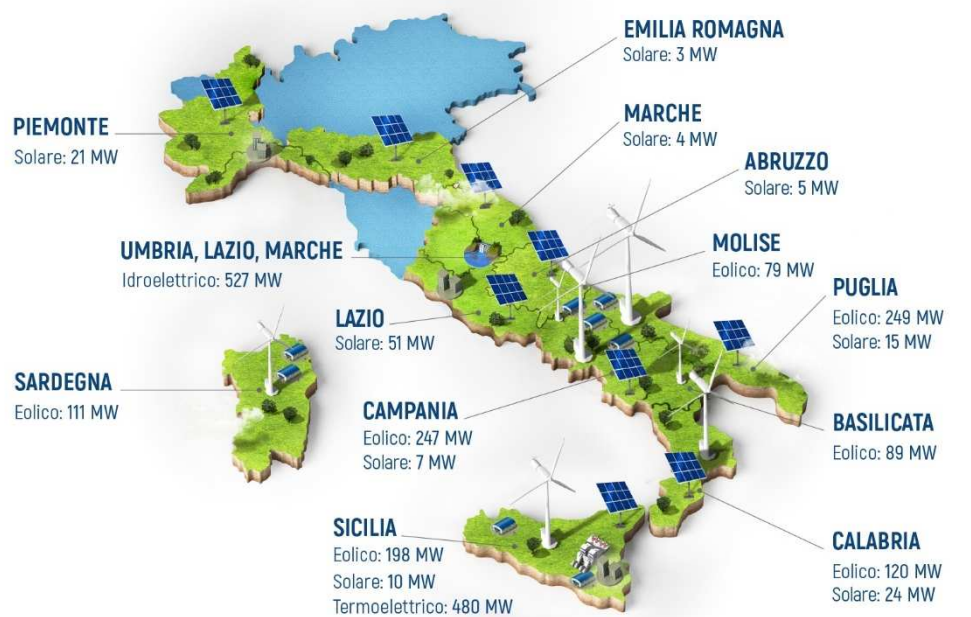 EMILIA ROMAGNA
Solare: 3 MW
PIEMONTE
Solare: 21 MW
MARCHE
Solare: 4 MW
ABRUZZO
Solare: 5 MW
UMBRIA, LAZIO, MARCHE
Idroelettrico: 527 MW
MOLISE
Eolico: 79 MW
PUGLIA
Eolico: 249 MW
Solare: 15 MW
LAZIO
Solare: 51 MW
SARDEGNA
Eolico: 111 MW
CAMPANIA
Eolico: 247 MW
Solare: 7 MW
BASILICATA
Eolico: 89 MW
SICILIA
Eolico: 198 MW
Solare: 10 MW
Termoelettrico: 480 MW
CALABRIA
Eolico: 120 MW
Solare: 24 MW